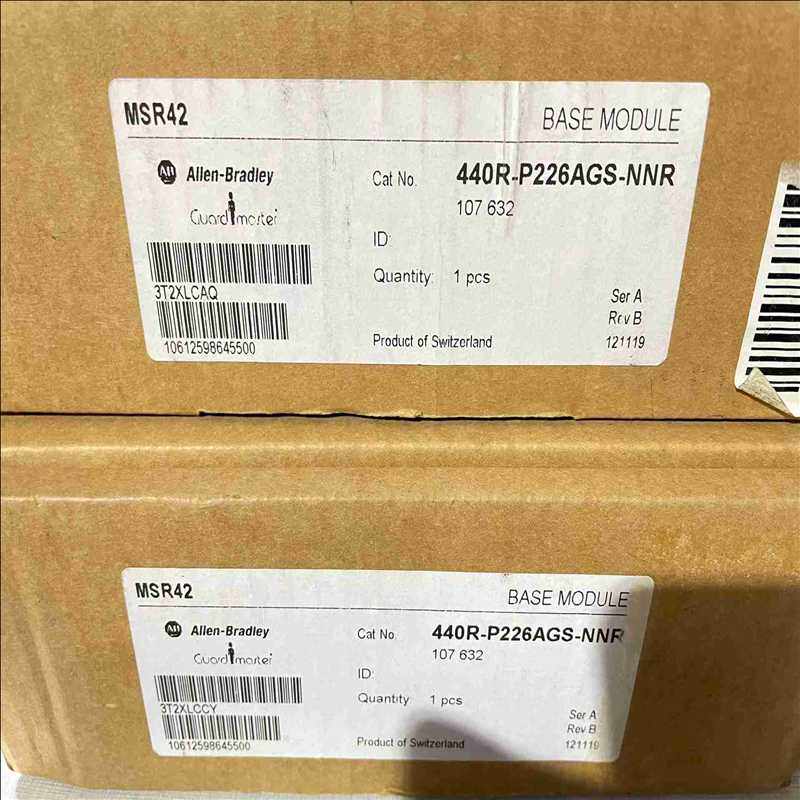 MSR42
BASE MODULE
AB Allen-Bradley
Guardmaster
Cat No. 440R-P226AGS-NNR
107 632
ID:
Quantity: 1 pcs
3T2XLCAQ
10612598645500
Ser A
Rev B
Product of Switzerland
121119
MSR42
BASE MODULE
AB Allen-Bradley
Guardmaster
Cat No. 440R-P226AGS-NNR
107 632
ID:
Quantity: 1 pcs
3T2XLCCY
10612598645500
Ser A
Rev B
Product of Switzerland
121119